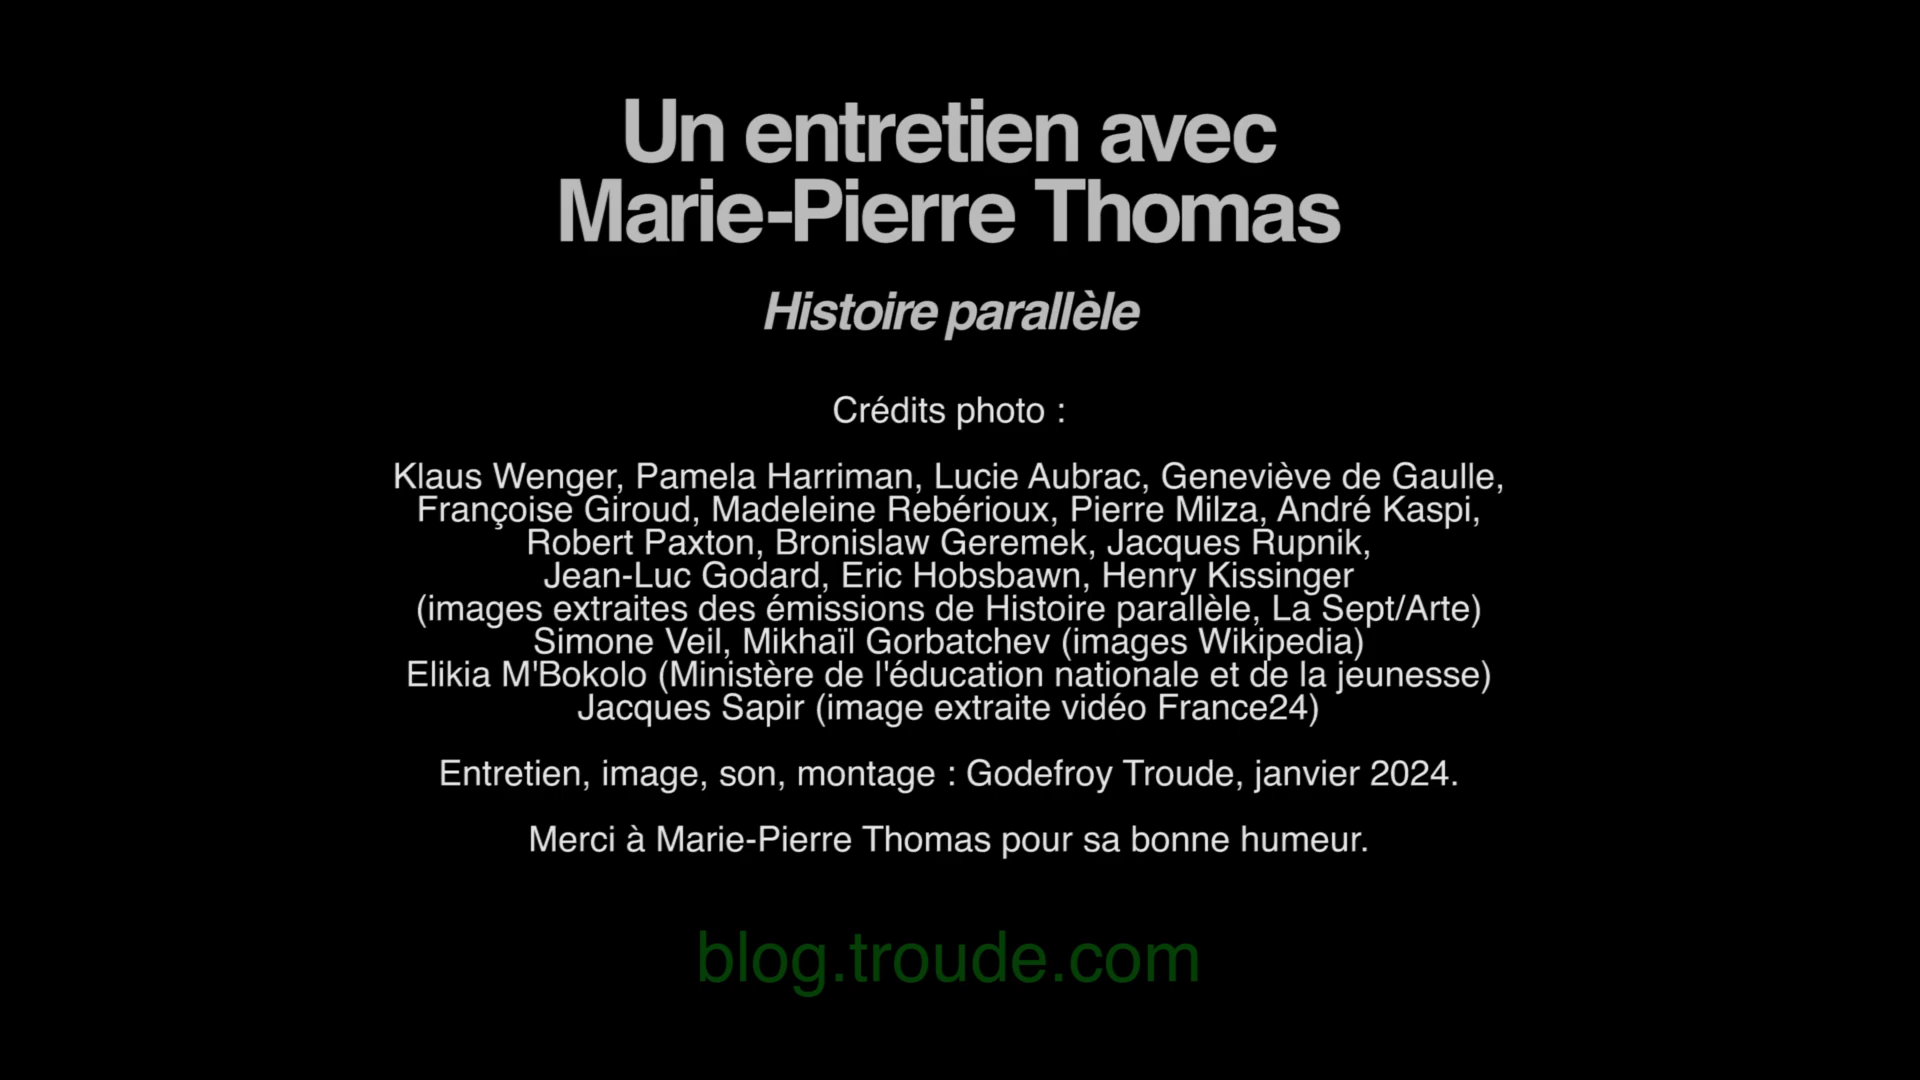 Un entretien avec
Marie-Pierre Thomas
Histoire parallèle
Crédits photo :
Klaus Wenger, Pamela Harriman, Lucie Aubrac, Geneviève de Gaulle,
Françoise Giroud, Madeleine Rebérioux, Pierre Milza, André Kaspi,
Robert Paxton, Bronislaw Geremek, Jacques Rupnik,
Jean-Luc Godard, Eric Hobsbawn, Henry Kissinger
(images extraites des émissions de Histoire parallèle, La Sept/Arte)
Simone Veil, Mikhaïl Gorbatchev (images Wikipedia)
Elikia M'Bokolo (Ministère de l'éducation nationale et de la jeunesse)
Jacques Sapir (image extraite vidéo France24)
Entretien, image, son, montage : Godefroy Troude, janvier 2024.
Merci à Marie-Pierre Thomas pour sa bonne humeur.
blog.troude.com